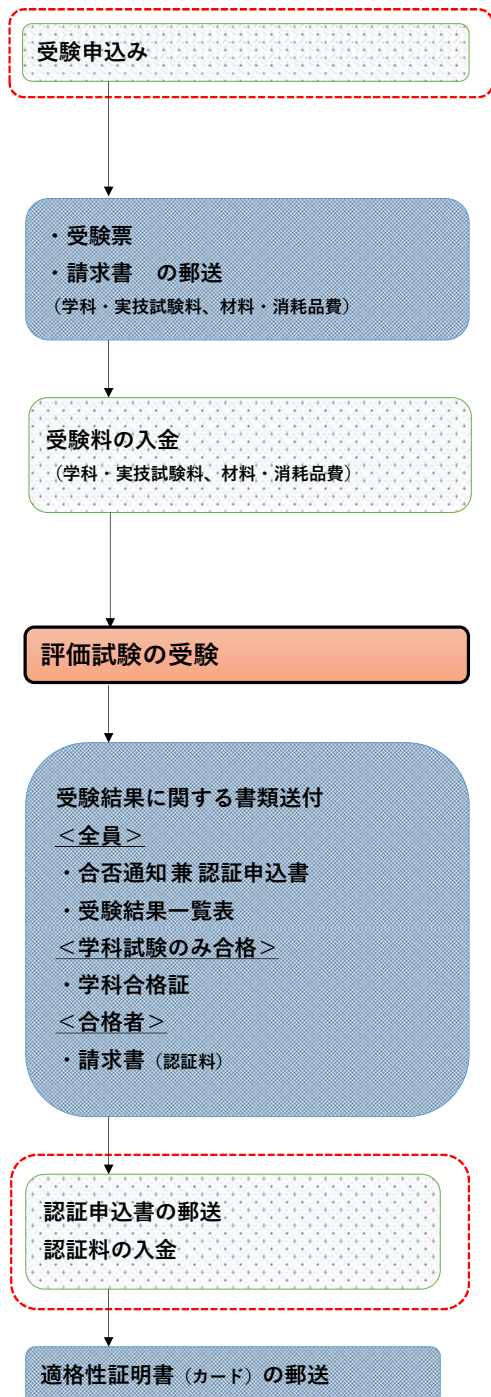 受験申込み
・受験票
・請求書　の郵送
（学科・実技試験料、材料・消耗品費）
受験料の入金
（学科・実技試験料、材料・消耗品費）
評価試験の受験
受験結果に関する書類送付
＜全員＞
・合否通知 兼 認証申込書
・受験結果一覧表
＜学科試験のみ合格＞
・学科合格証
＜合格者＞
・請求書（認証料）
認証申込書の郵送
認証料の入金
適格性証明書（カード）の郵送